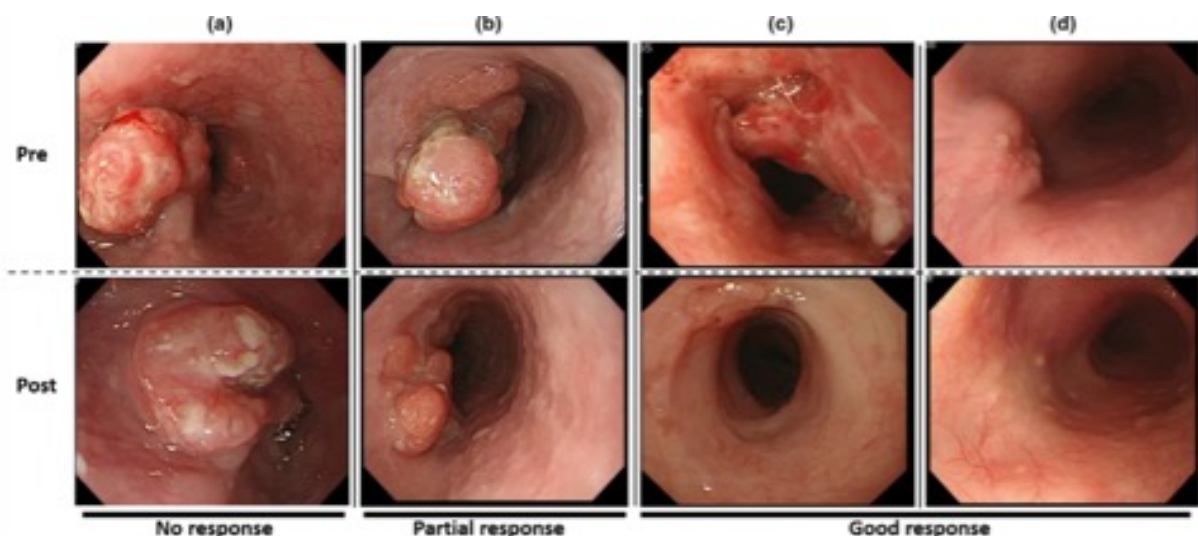 (a) (b) (c) (d)
Pre
Post
No response Partial response Good response